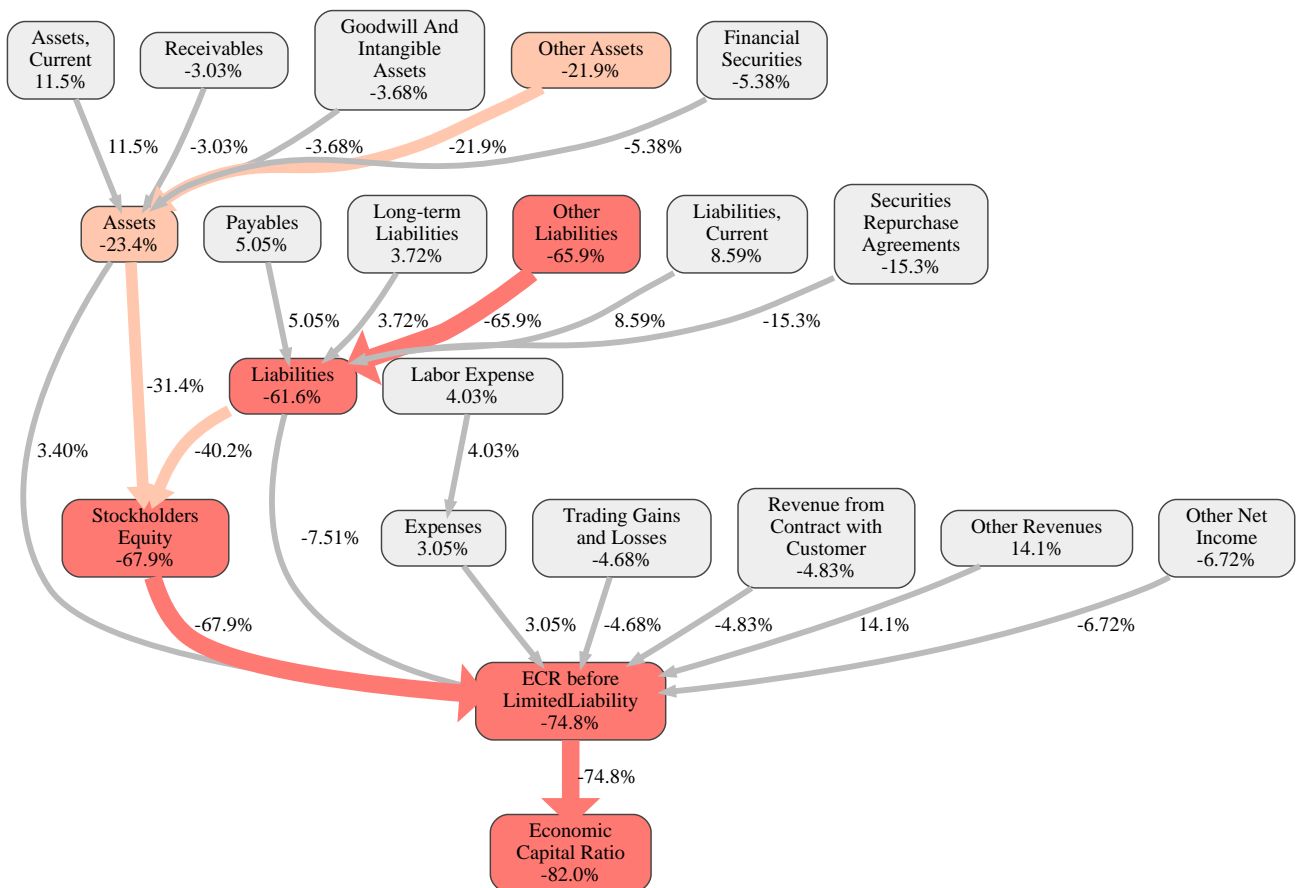 Assets,
Current
11.5%
Receivables
-3.03%
Goodwill And
Intangible
Assets
-3.68%
Other Assets
-21.9%
Financial
Securities
-5.38%
11.5%
-3.03%
-3.68%
-21.9%
-5.38%
Assets
-23.4%
Payables
5.05%
Long-term
Liabilities
3.72%
Other
Liabilities
-65.9%
Liabilities,
Current
8.59%
Securities
Repurchase
Agreements
-15.3%
5.05%
3.72%
-65.9%
8.59%
-15.3%
Liabilities
-61.6%
Labor Expense
4.03%
-31.4%
3.40%
-40.2%
4.03%
Stockholders
Equity
-67.9%
-7.51%
Expenses
3.05%
Trading Gains
and Losses
-4.68%
Revenue from
Contract with
Customer
-4.83%
Other Revenues
14.1%
Other Net
Income
-6.72%
-67.9%
3.05%
-4.68%
-4.83%
14.1%
-6.72%
ECR before
LimitedLiability
-74.8%
-74.8%
Economic
Capital Ratio
-82.0%